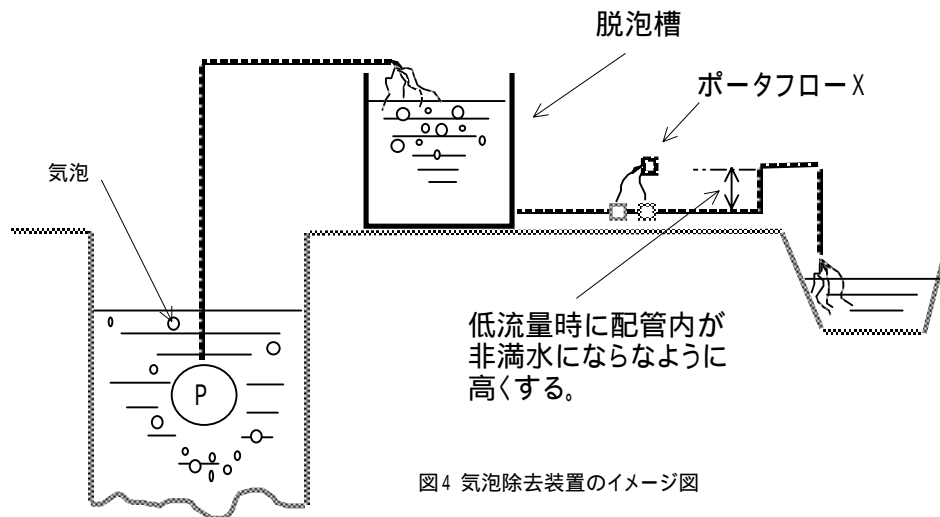 脱泡槽
ポータフローX
気泡
低流量時に配管内が
非満水にならなように
高くする。
P
図4 気泡除去装置のイメージ図